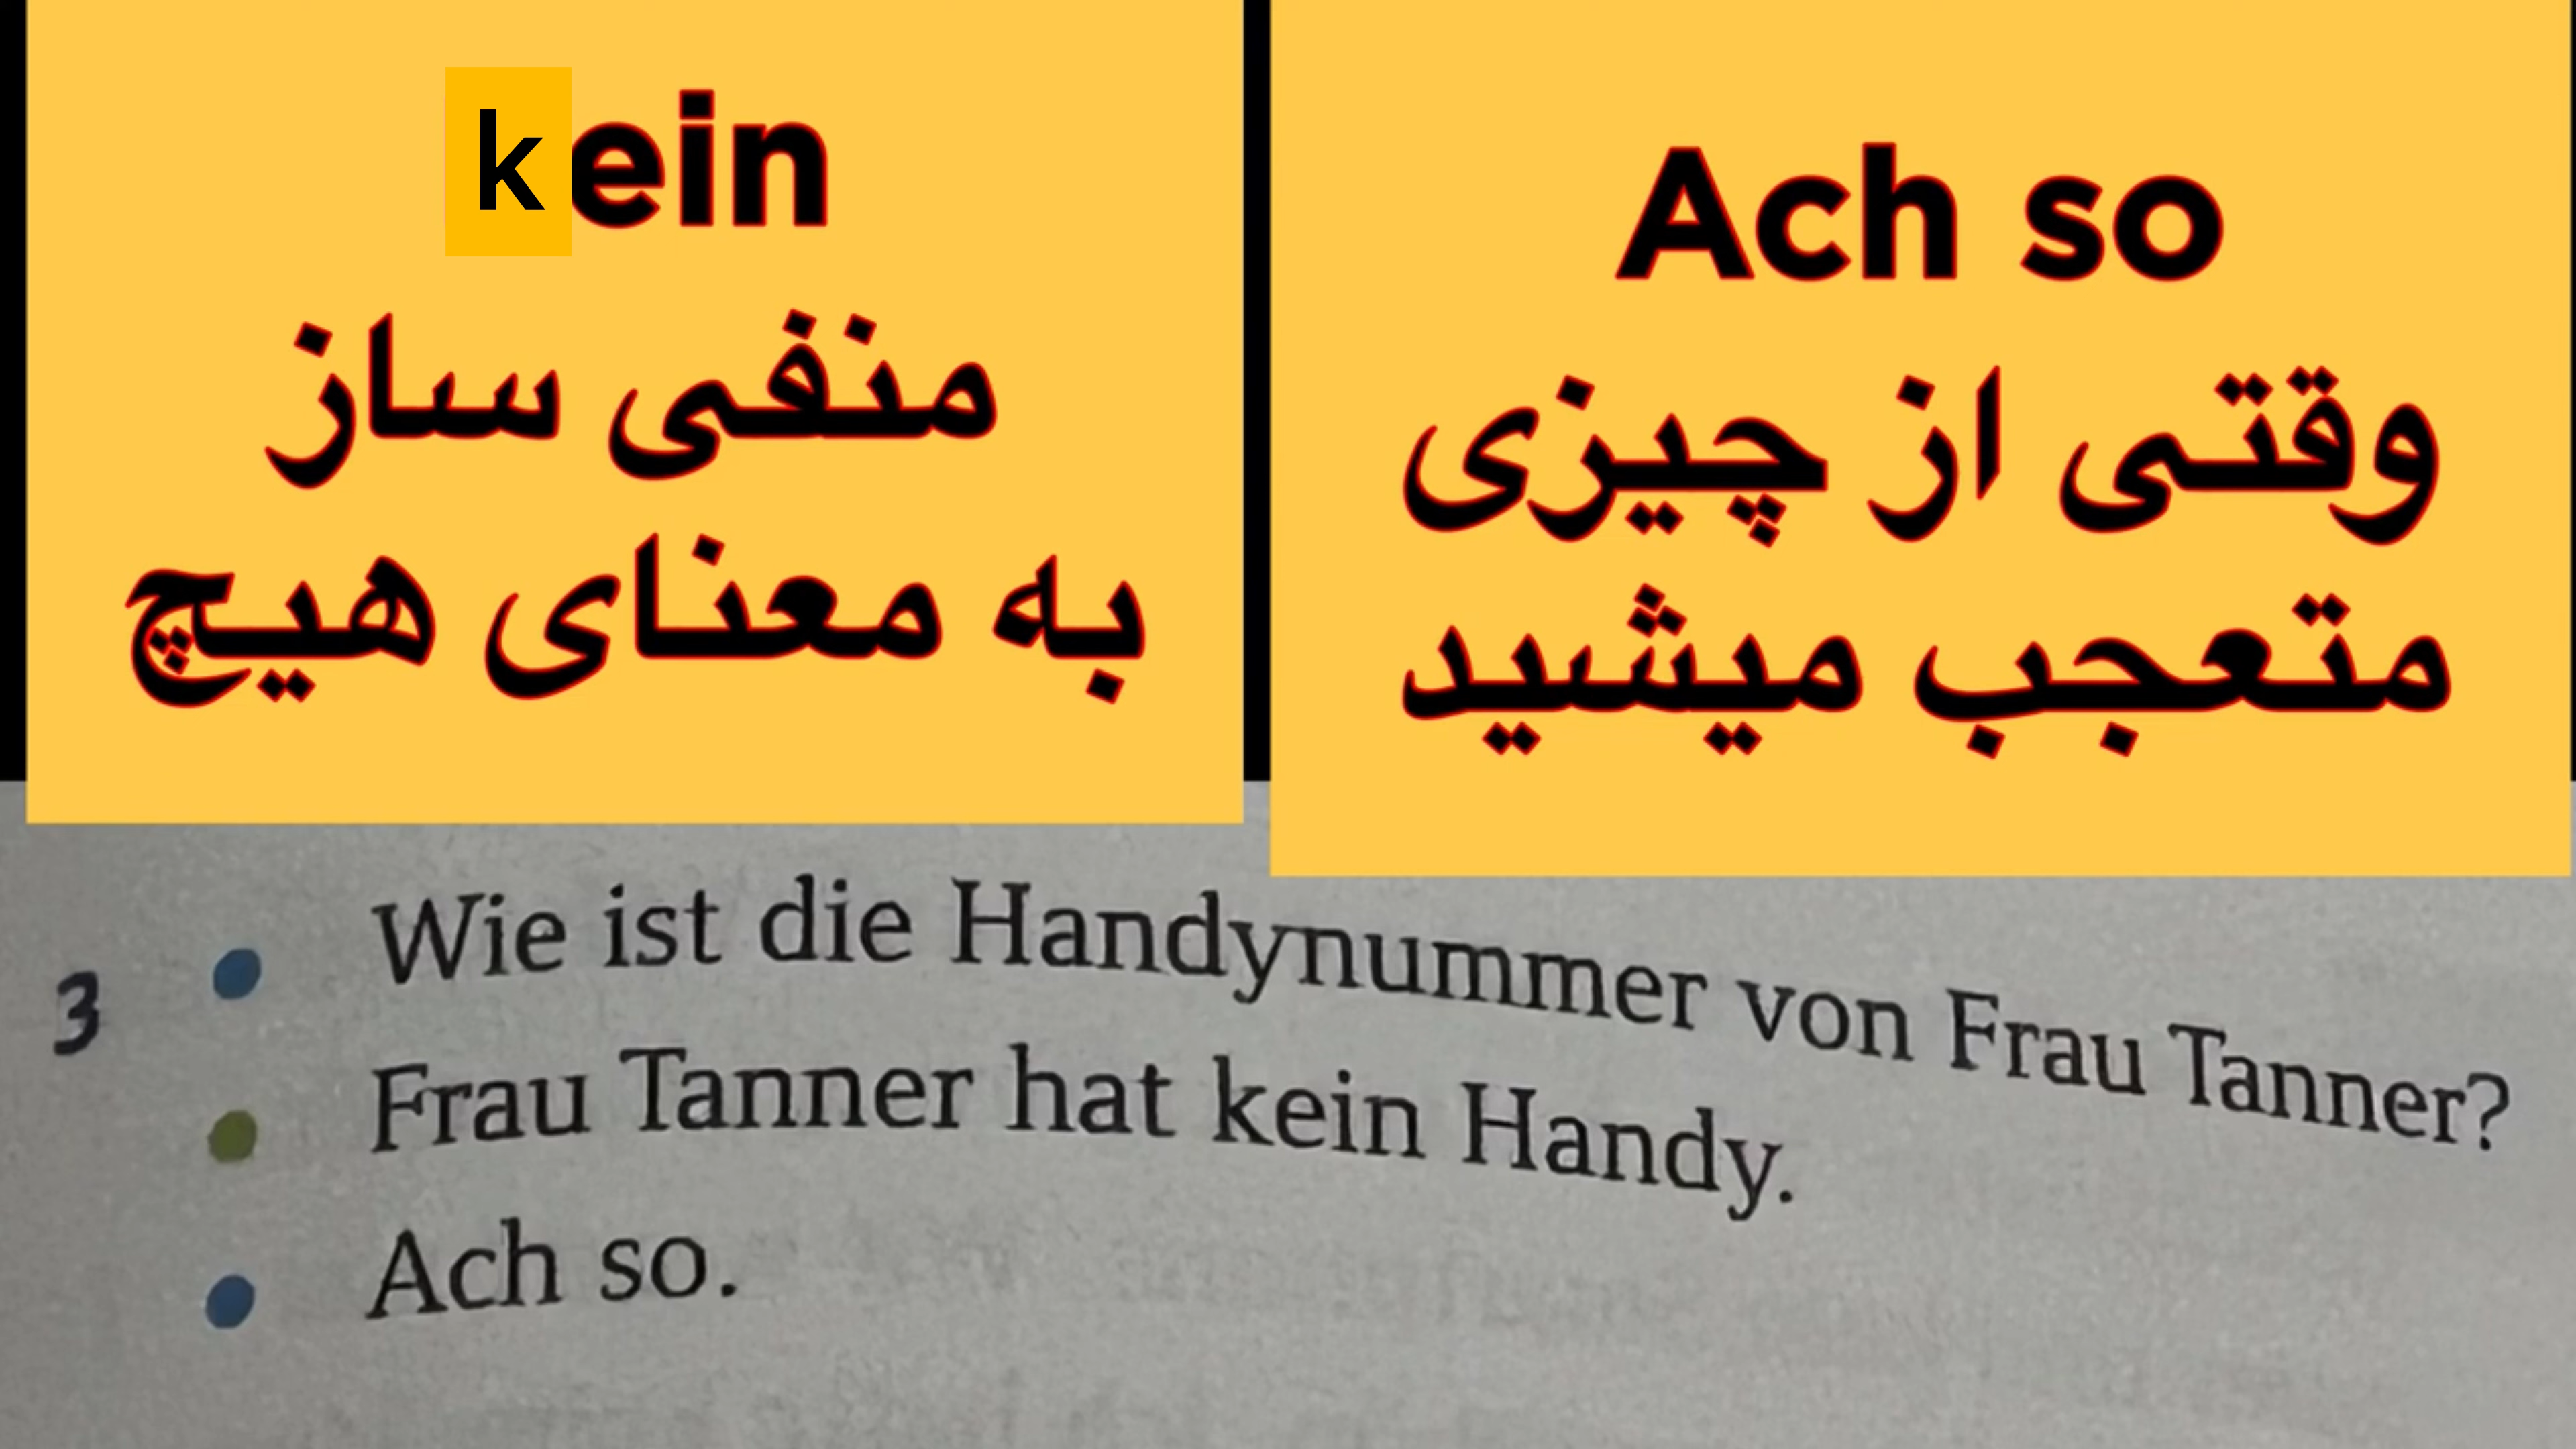 kein
منفی ساز
به معنای هیچ
Ach so
وقتی از چیزی
متعجب میشید
3
Wie ist die Handynummer von Frau Tanner?
Frau Tanner hat kein Handy.
Ach so.